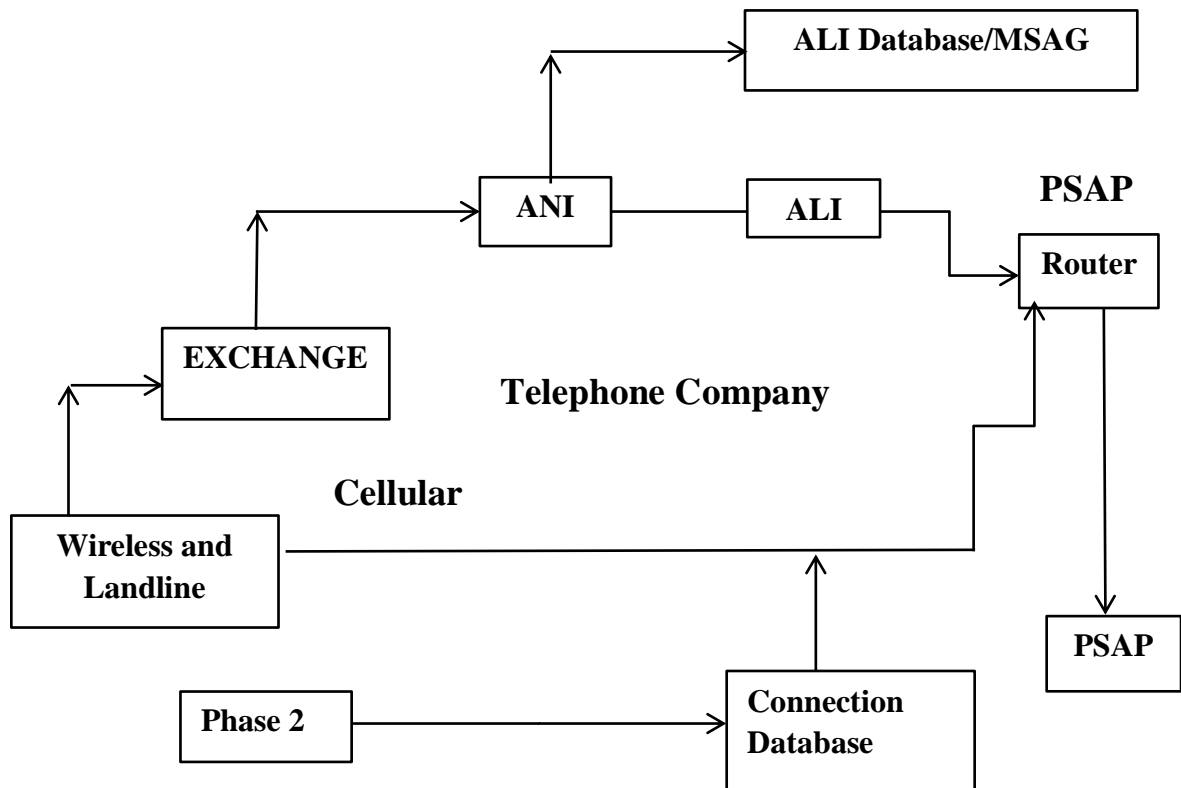 ALI Database/MSAG
ANI
ALI
PSAP
Router
EXCHANGE
Telephone Company
Cellular
Wireless and
Landline
PSAP
Phase 2
Connection
Database